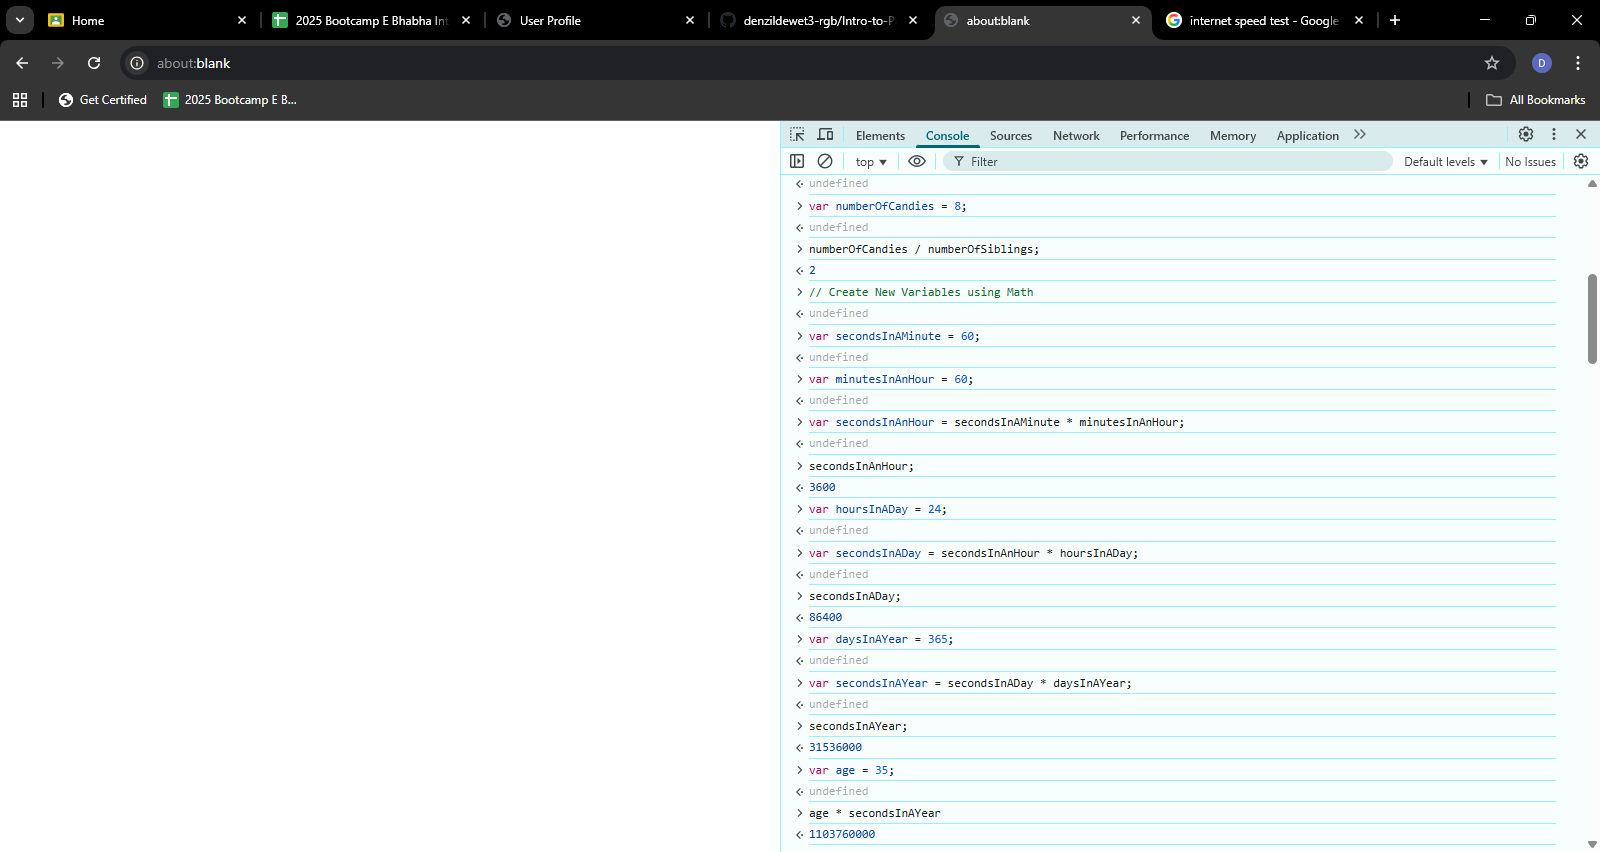 Home
2025 Bootcamp E Bhabha Int
User Profile
denzildewet3-rgb/Intro-to-P
about:blank
internet speed test - Google
about:blank
D
Get Certified
2025 Bootcamp E B...
All Bookmarks
Elements
Console
Sources
Network
Performance
Memory
Application
top
Filter
Default levels
No Issues
undefined
var numberOfCandies = 8;
undefined
numberOfCandies / numberOfSiblings;
2
// Create New Variables using Math
undefined
var secondsInAMinute = 60;
undefined
var minutesInAnHour = 60;
undefined
var secondsInAnHour = secondsInAMinute * minutesInAnHour;
undefined
secondsInAnHour;
3600
var hoursInADay = 24;
undefined
var secondsInADay = secondsInAnHour * hoursInADay;
undefined
secondsInADay;
86400
var daysInAYear = 365;
undefined
var secondsInAYear = secondsInADay * daysInAYear;
undefined
secondsInAYear;
31536000
var age = 35;
undefined
age * secondsInAYear
1103760000